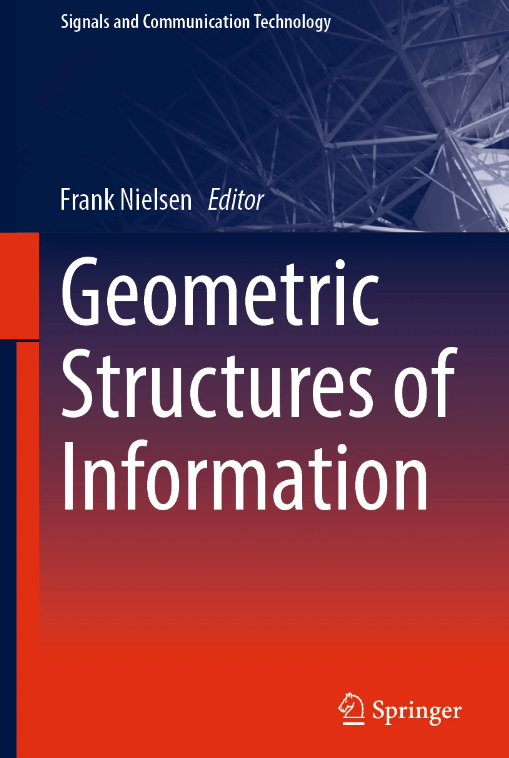 Signals and Communication Technology
Frank Nielsen Editor
Geometric
Structures of
Information
Springer